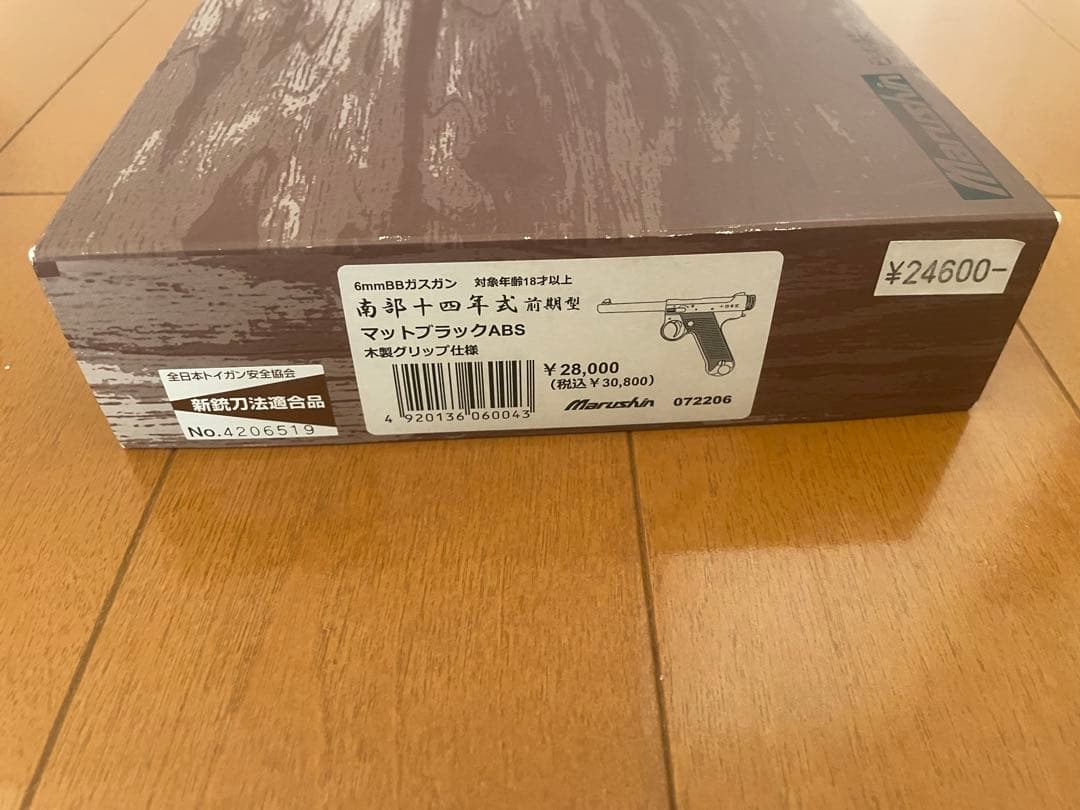 Marushin
¥24600-
6mmBBガスガン 対象年齢18才以上
南部十四年式 前期型
マットブラックABS
木製グリップ仕様
¥28,000
(税込¥30,800)
4 920136 060043
Marushin 072206
全日本トイガン安全協会
新銃刀法適合品
No.4206519